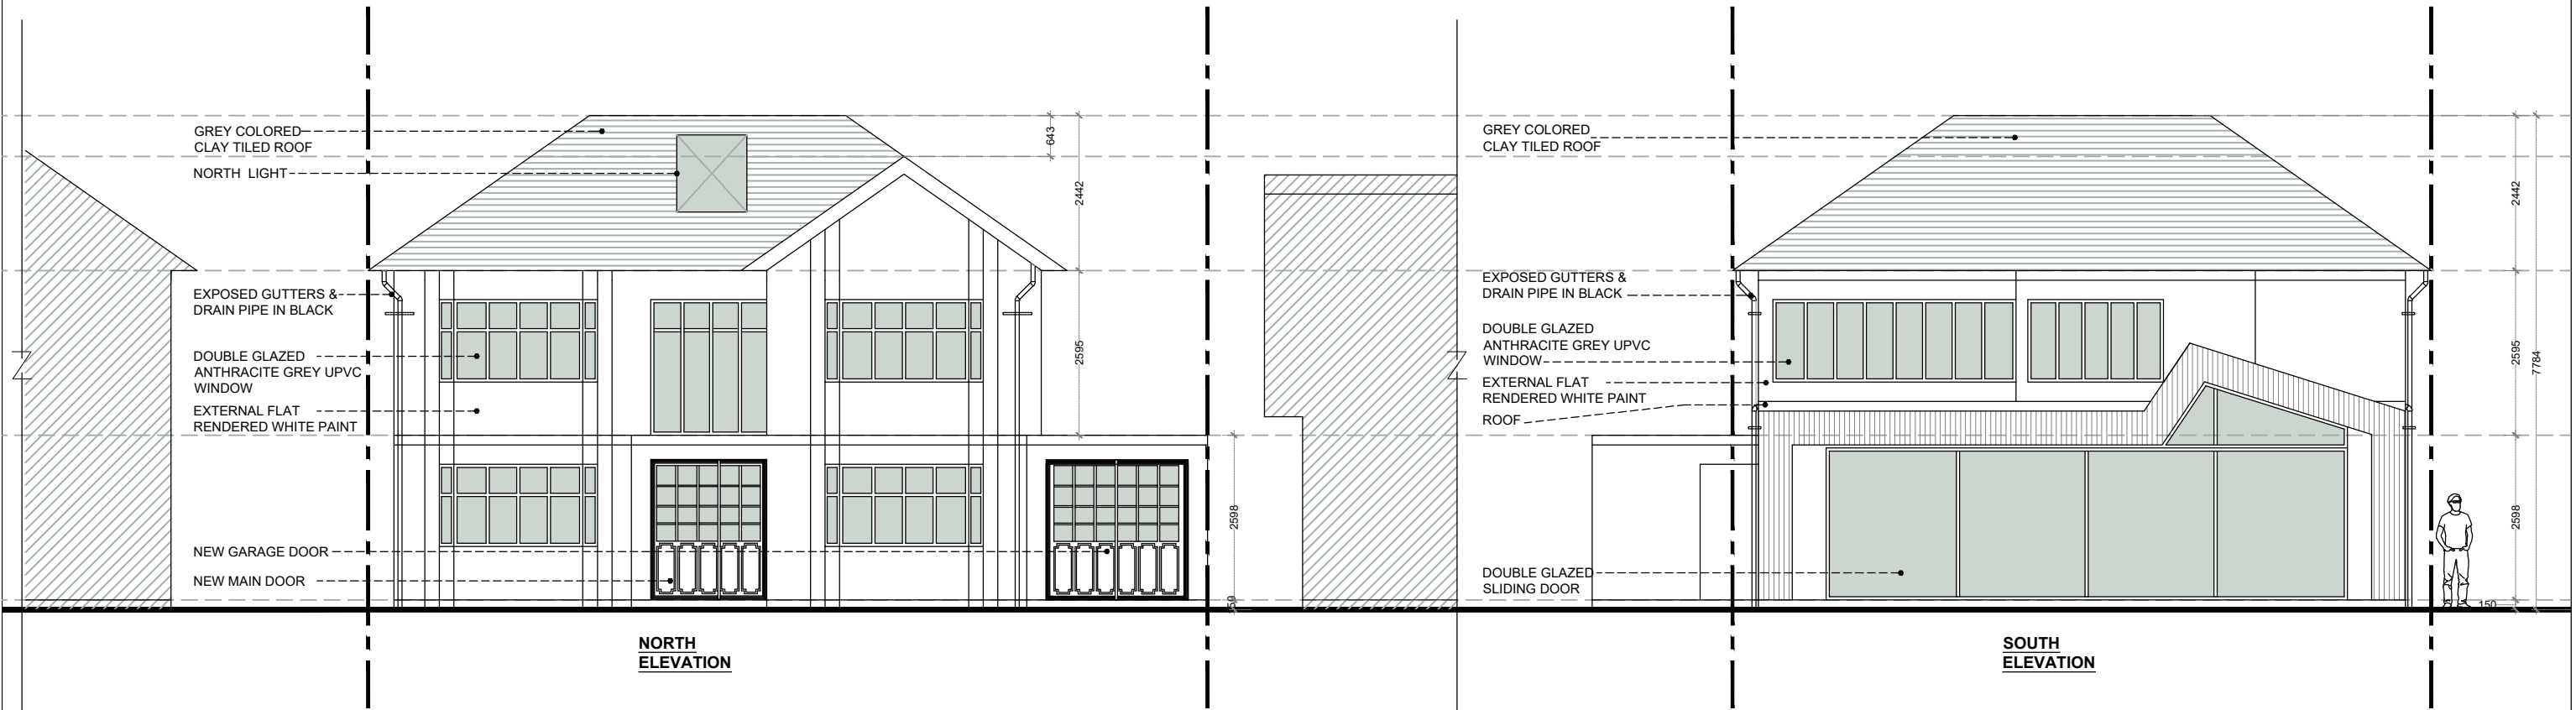 GREY COLORED
CLAY TILED ROOF
NORTH LIGHT
EXPOSED GUTTERS &
DRAIN PIPE IN BLACK
DOUBLE GLAZED
ANTHRACITE GREY UPVC
WINDOW
EXTERNAL FLAT
RENDERED WHITE PAINT
NEW GARAGE DOOR
NEW MAIN DOOR
643
2442
2595
2598
150
NORTH
ELEVATION
GREY COLORED
CLAY TILED ROOF
EXPOSED GUTTERS &
DRAIN PIPE IN BLACK
DOUBLE GLAZED
ANTHRACITE GREY UPVC
WINDOW
EXTERNAL FLAT
RENDERED WHITE PAINT
ROOF
DOUBLE GLAZED
SLIDING DOOR
2442
2595
7784
2598
150
SOUTH
ELEVATION